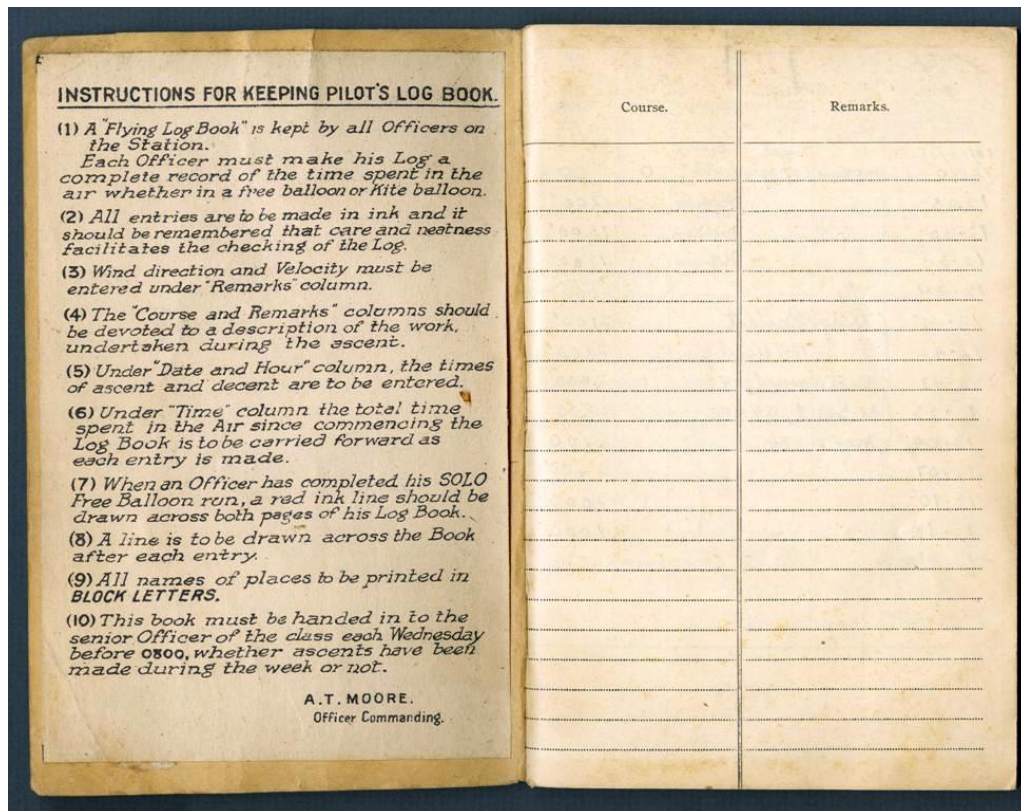 INSTRUCTIONS FOR KEEPING PILOT'S LOG BOOK.
(1) A "Flying Log Book" is kept by all Officers on
the Station.
Each Officer must make his Log a
complete record of the time spent in the
air whether in a free balloon or Kite balloon.
(2) All entries are to be made in ink and it
should be remembered that care and neatness
facilitates the checking of the Log.
(3) Wind direction and Velocity must be
entered under "Remarks" column.
(4) The "Course and Remarks" columns should
be devoted to a description of the work,
undertaken during the ascent.
(5) Under "Date and Hour" column, the times
of ascent and decent are to be entered.
(6) Under "Time" column the total time
spent in the Air since commencing the
Log Book is to be carried forward as
each entry is made.
(7) When an Officer has completed his SOLO
Free Balloon run, a red ink line should be
drawn across both pages of his Log Book.
(8) A line is to be drawn across the Book
after each entry.
(9) All names of places to be printed in
BLOCK LETTERS.
(10) This book must be handed in to the
senior Officer of the class each Wednesday
before 0800, whether ascents have been
made during the week or not.
A.T. MOORE.
Officer Commanding.
Course.
Remarks.